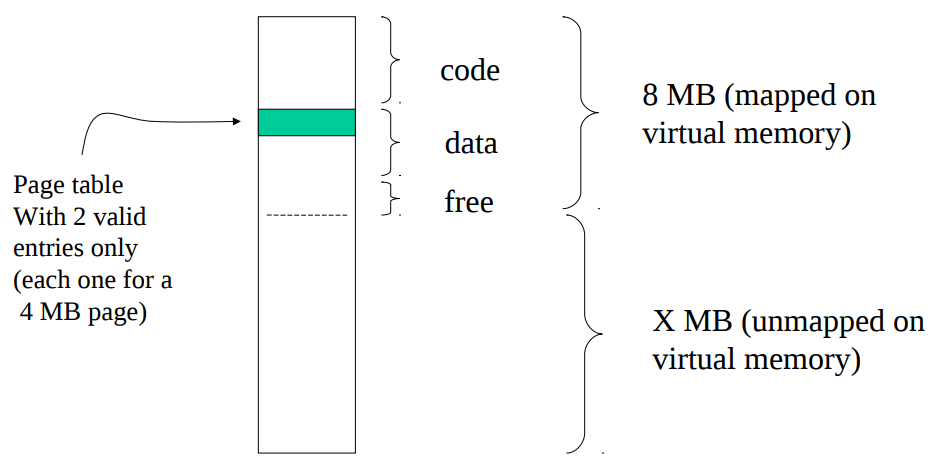 code
8 MB (mapped on
virtual memory)
data
Page table
With 2 valid
entries only
(each one for a
4 MB page)
free
X MB (unmapped on
virtual memory)